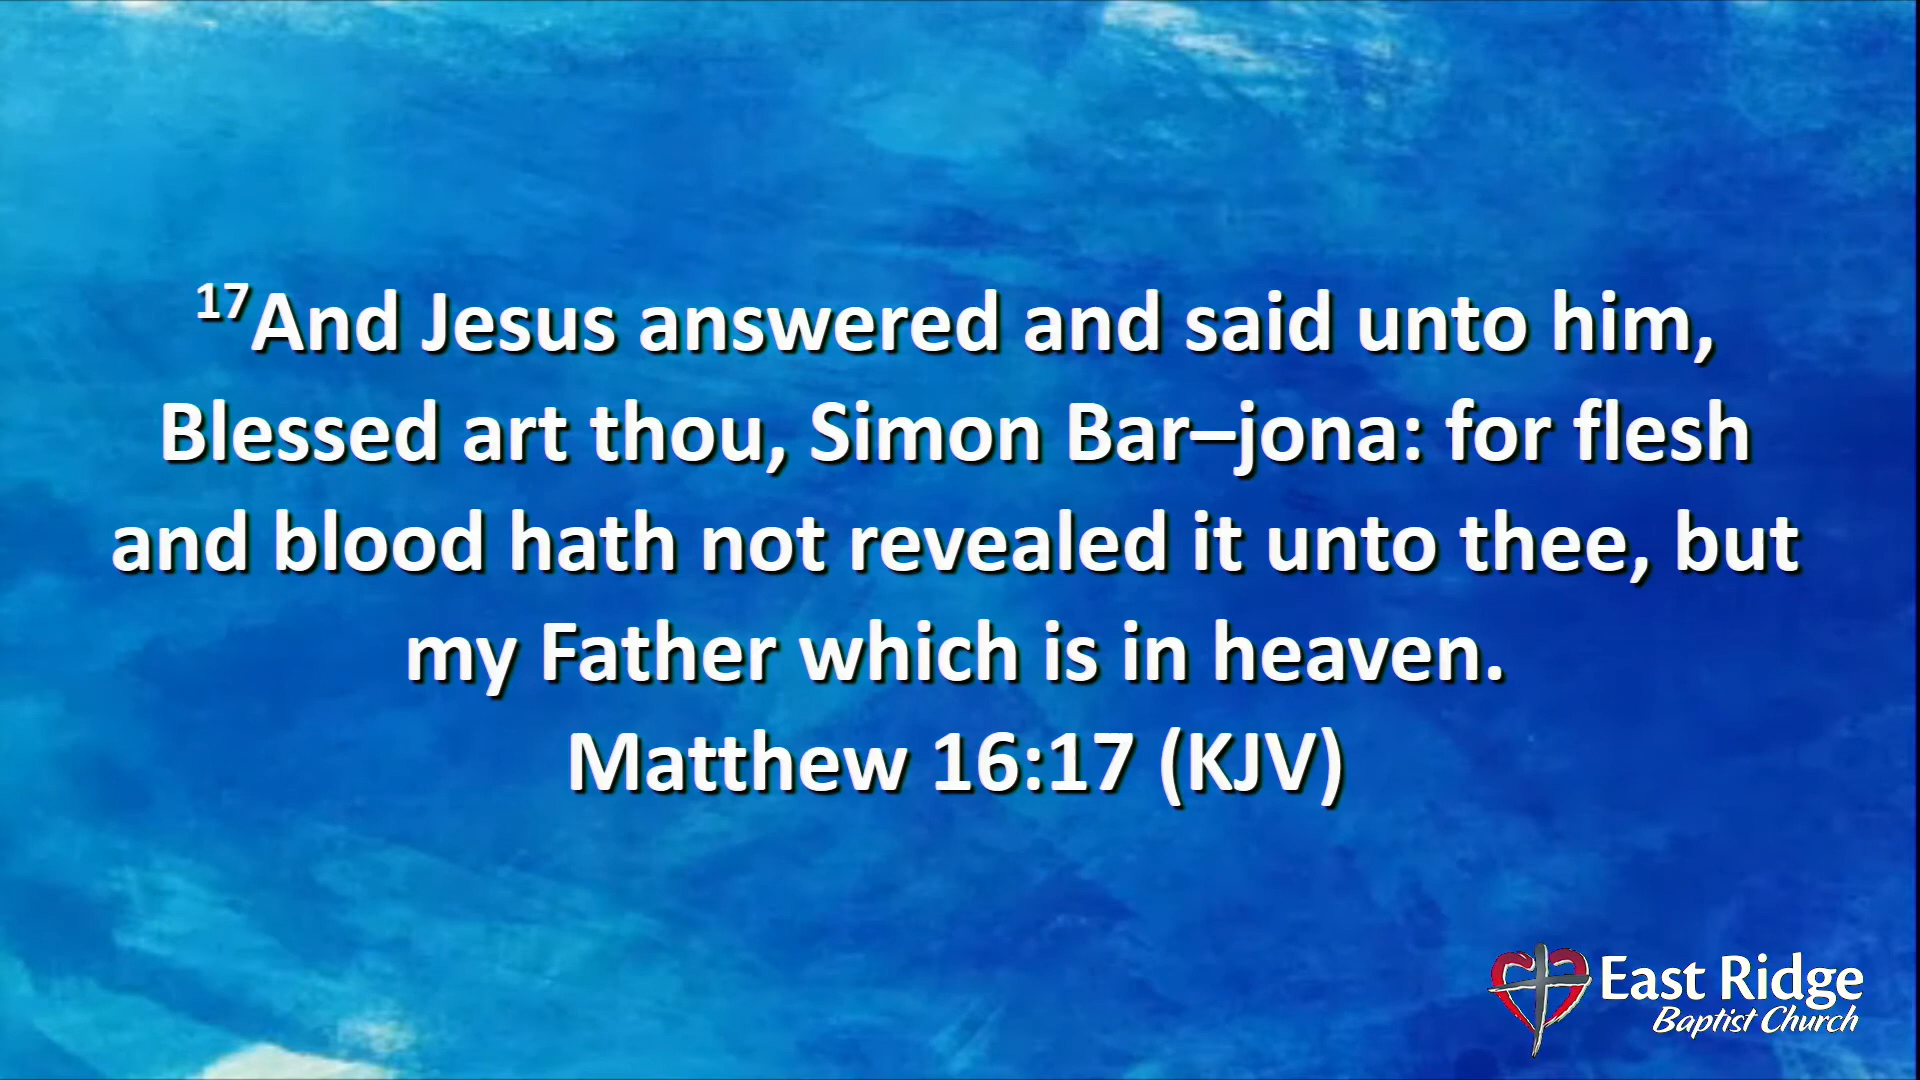 17And Jesus answered and said unto him,
Blessed art thou, Simon Bar–jona: for flesh
and blood hath not revealed it unto thee, but
my Father which is in heaven.
Matthew 16:17 (KJV)
East Ridge
Baptist Church